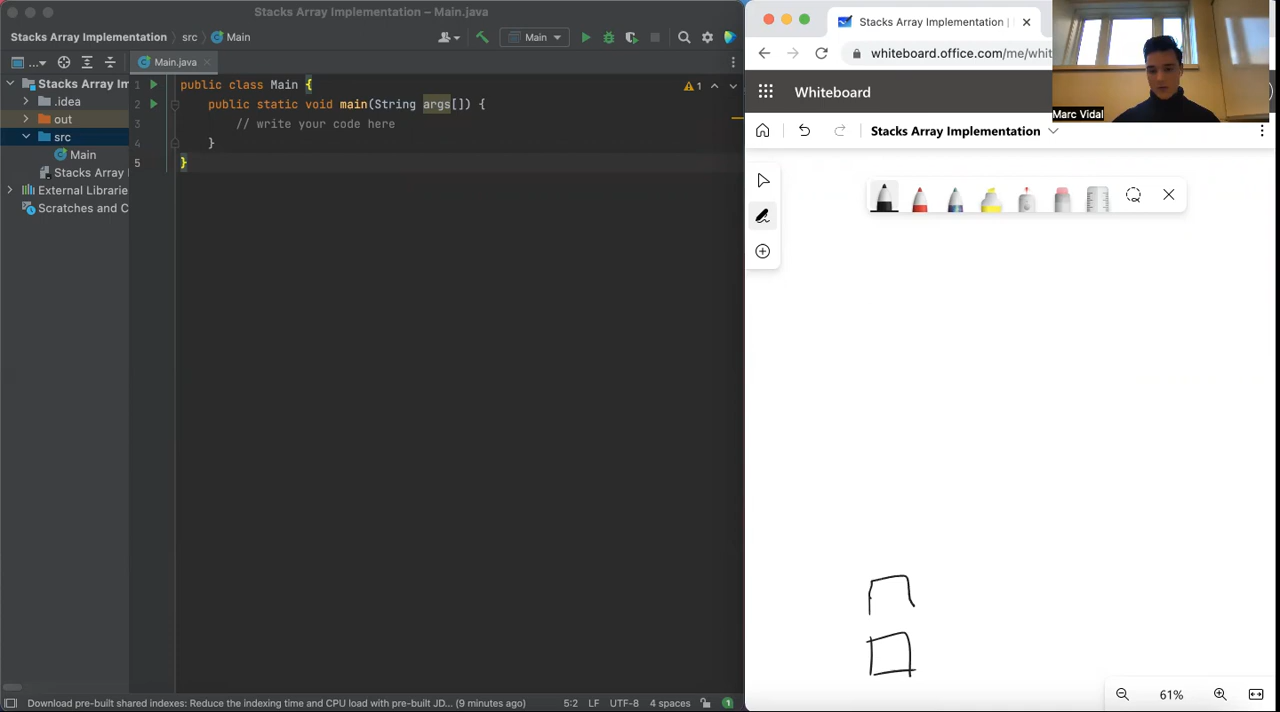 Stacks Array Implementation – Main.java
Stacks Array Implementation
src
Main
Main
Main.java
Stacks Array Im
.idea
out
src
Main
Stacks Array I
External Librarie
Scratches and C
1
2
3
4
5
public class Main {
public static void main(String args[]) {
// write your code here
}
}
1
Download pre-built shared indexes: Reduce the indexing time and CPU load with pre-built JD... (9 minutes ago)
5:2
LF
UTF-8
4 spaces
1
Stacks Array Implementation |
whiteboard.office.com/me/whit
Marc Vidal
Whiteboard
Stacks Array Implementation
61%